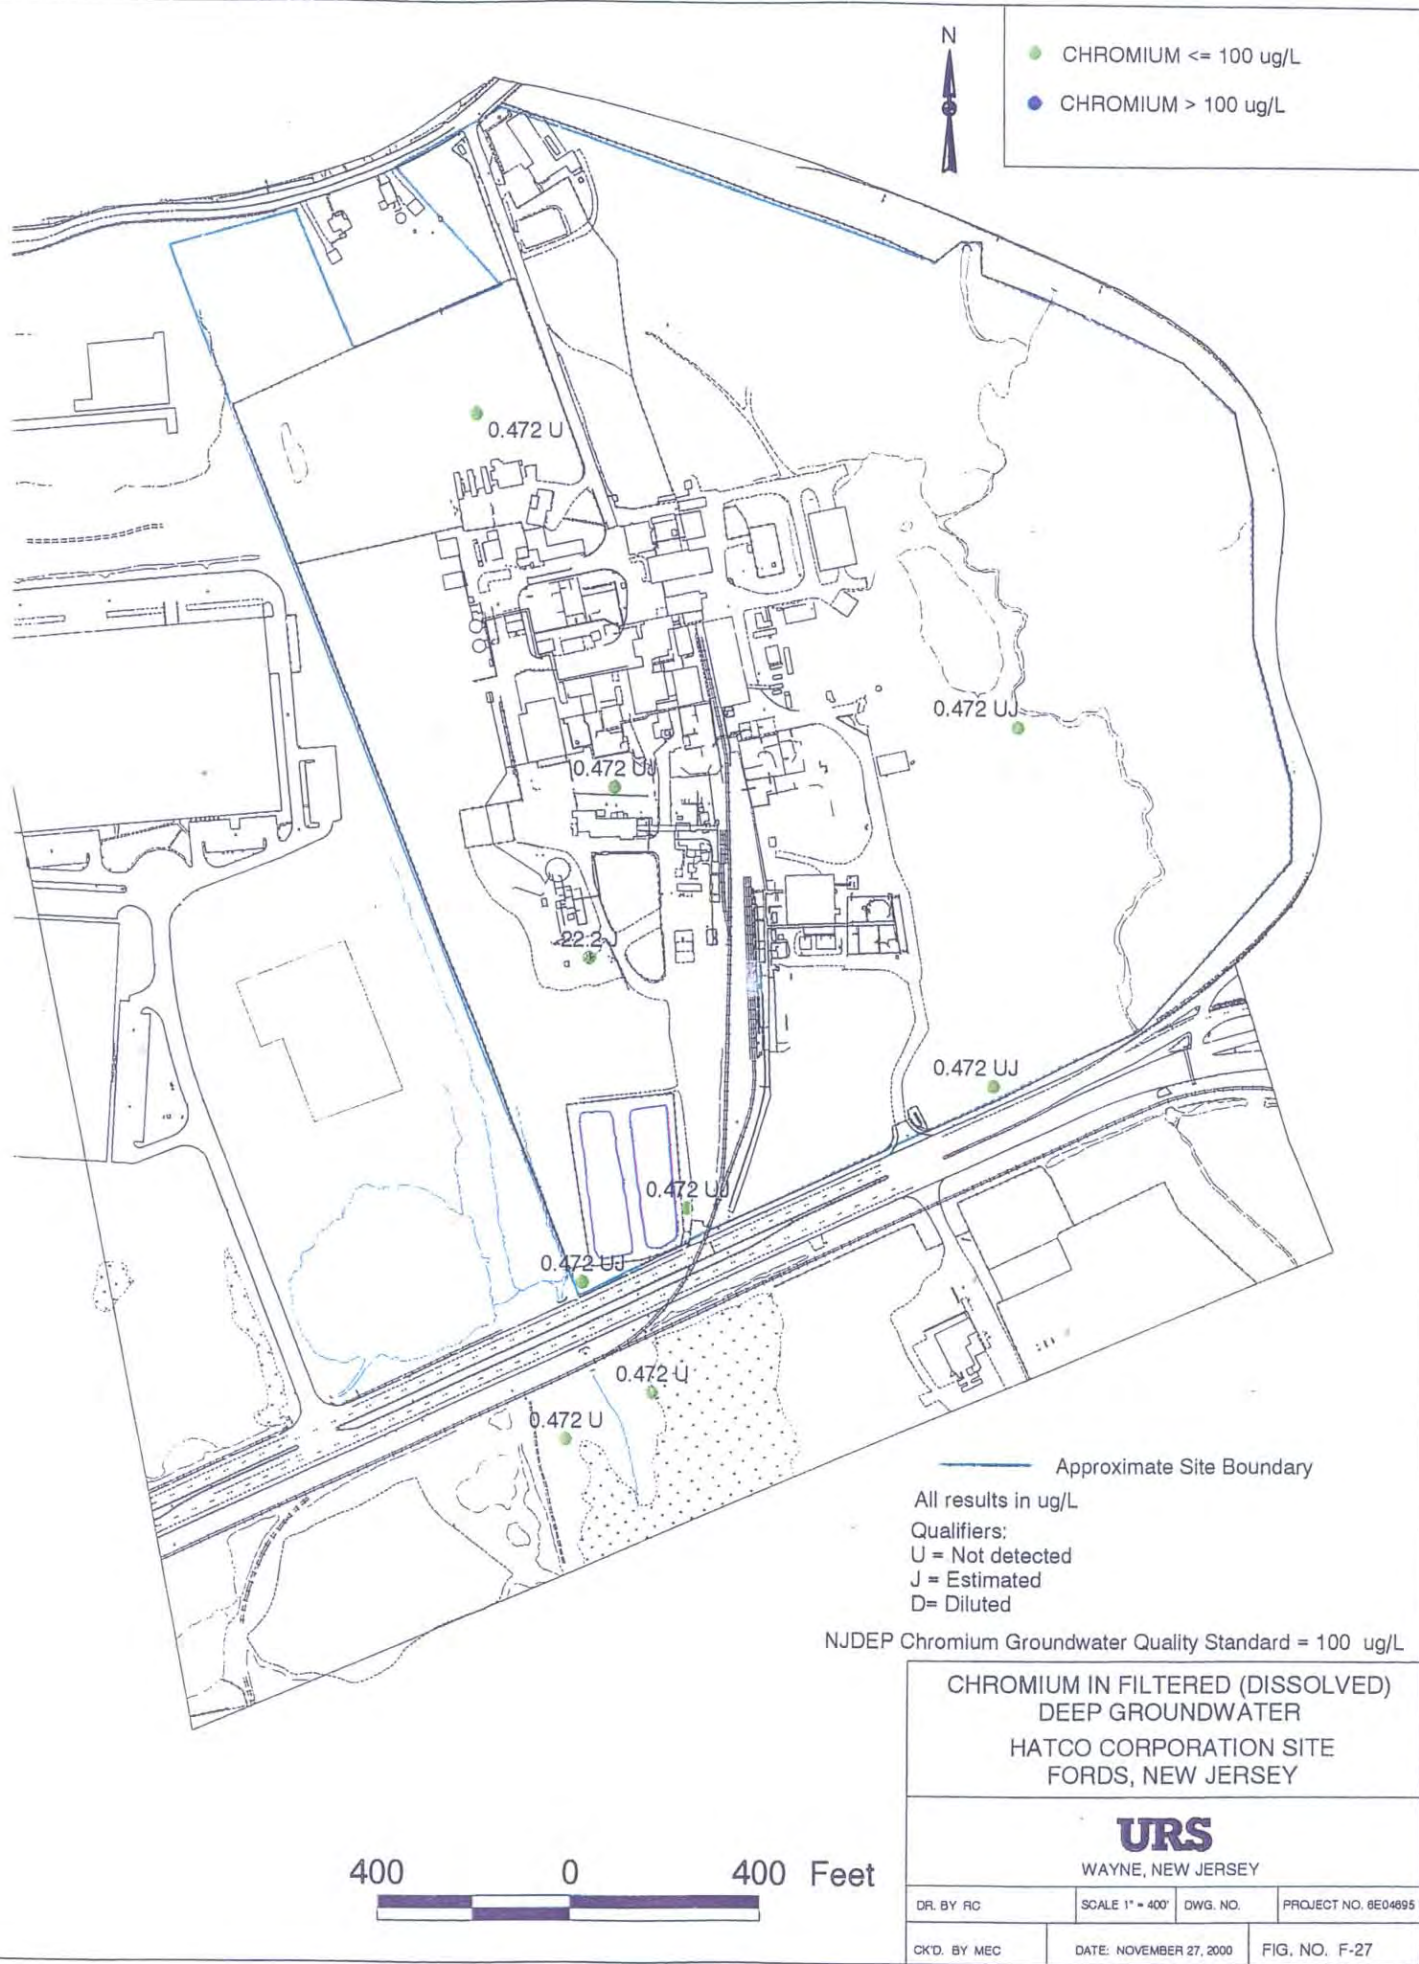 N
CHROMIUM <= 100 ug/L
CHROMIUM > 100 ug/L
0.472 U
0.472 UJ
0.472 UJ
22.2 J
0.472 UJ
0.472 UJ
0.472 UJ
0.472 U
0.472 U
Approximate Site Boundary
All results in ug/L
Qualifiers:
U = Not detected
J = Estimated
D= Diluted
NJDEP Chromium Groundwater Quality Standard = 100 ug/L
CHROMIUM IN FILTERED (DISSOLVED)
DEEP GROUNDWATER
HATCO CORPORATION SITE
FORDS, NEW JERSEY
URS
WAYNE, NEW JERSEY
400 0 400 Feet
DR. BY RC SCALE 1" = 400' DWG. NO. PROJECT NO. 6E04695
CK'D. BY MEC DATE: NOVEMBER 27, 2000 FIG. NO. F-27